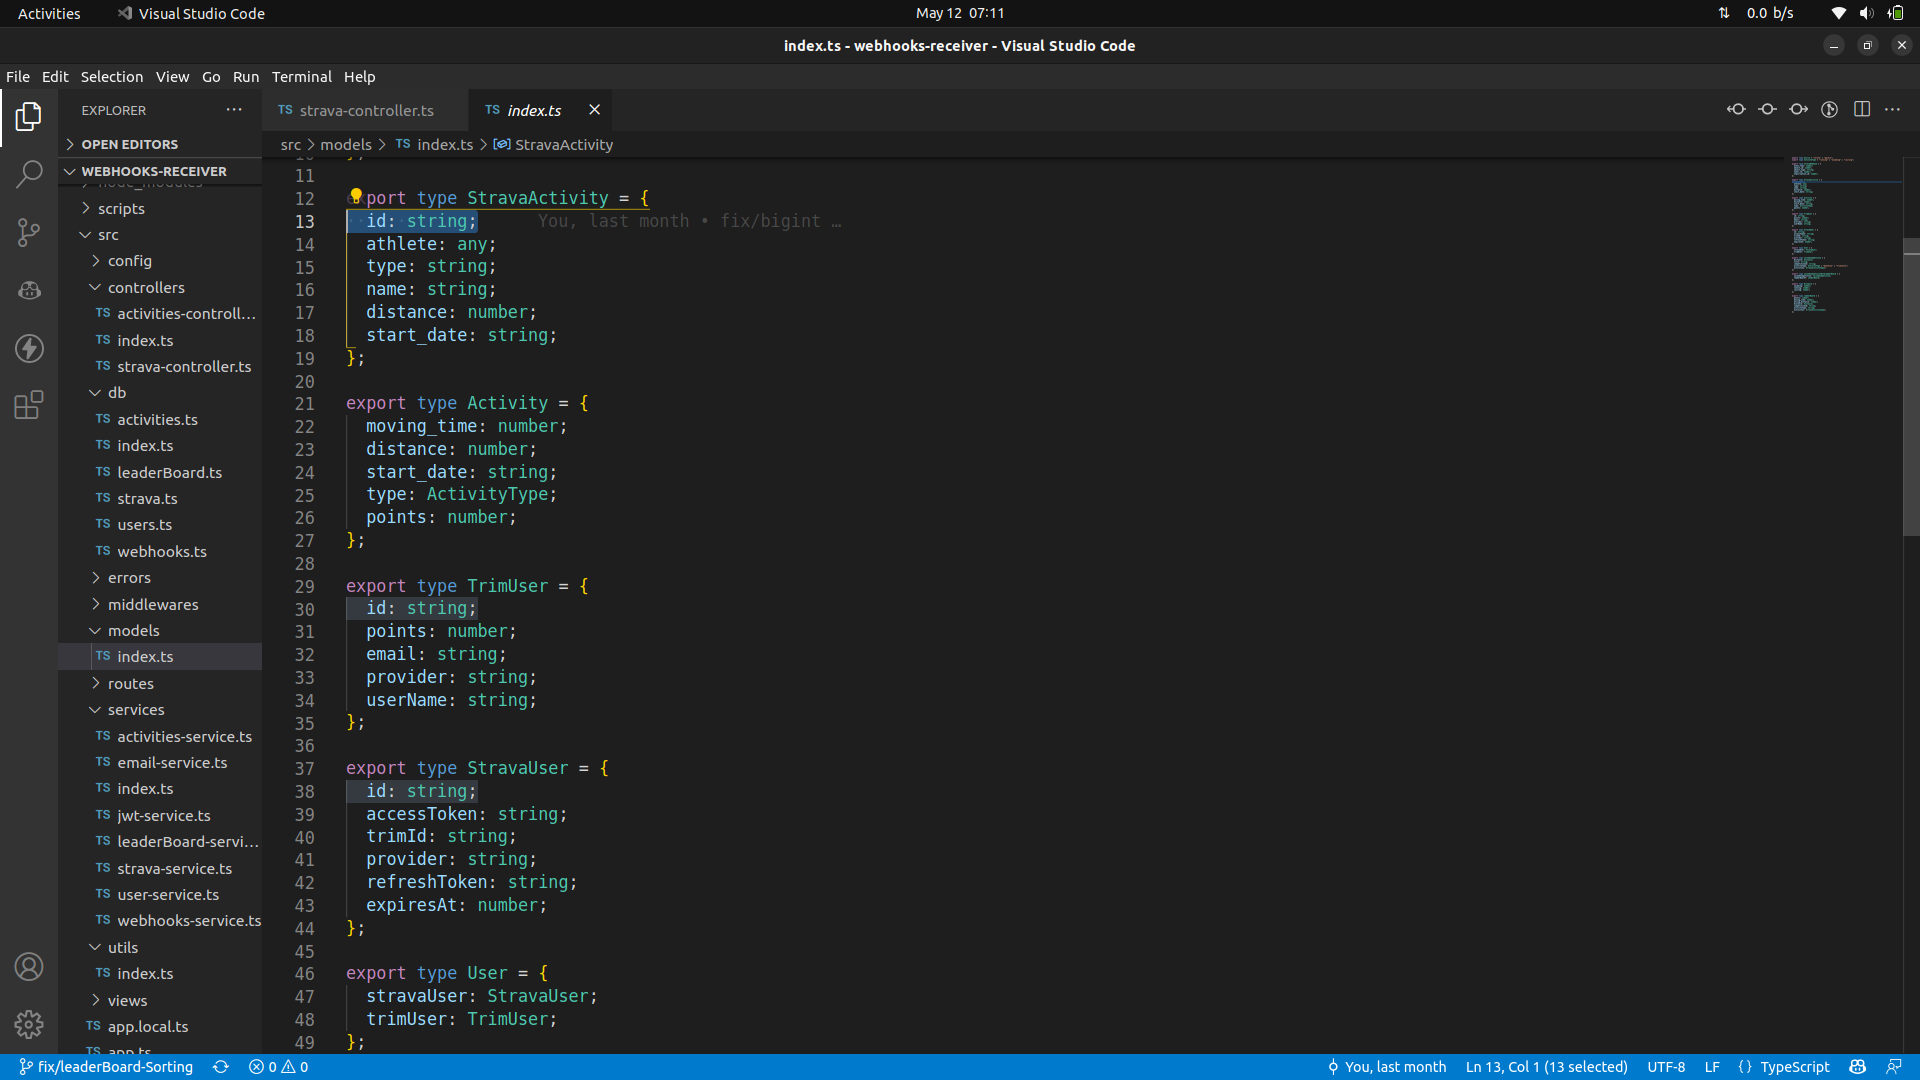 Activities Visual Studio Code May 12 07:11 0.0 b/s
index.ts - webhooks-receiver - Visual Studio Code
File Edit Selection View Go Run Terminal Help
EXPLORER
OPEN EDITORS
WEBHOOKS-RECEIVER
node_modules
scripts
src
config
controllers
TS activities-controll...
TS index.ts
TS strava-controller.ts
db
TS activities.ts
TS index.ts
TS leaderBoard.ts
TS strava.ts
TS users.ts
TS webhooks.ts
errors
middlewares
models
TS index.ts
routes
services
TS activities-service.ts
TS email-service.ts
TS index.ts
TS jwt-service.ts
TS leaderBoard-servi...
TS strava-service.ts
TS user-service.ts
TS webhooks-service.ts
utils
TS index.ts
views
TS app.local.ts
TS app.ts
TS strava-controller.ts TS index.ts
src > models > TS index.ts > StravaActivity
10 };
11
12 export type StravaActivity = {
13 id: string; You, last month • fix/bigint …
14 athlete: any;
15 type: string;
16 name: string;
17 distance: number;
18 start_date: string;
19 };
20
21 export type Activity = {
22 moving_time: number;
23 distance: number;
24 start_date: string;
25 type: ActivityType;
26 points: number;
27 };
28
29 export type TrimUser = {
30 id: string;
31 points: number;
32 email: string;
33 provider: string;
34 userName: string;
35 };
36
37 export type StravaUser = {
38 id: string;
39 accessToken: string;
40 trimId: string;
41 provider: string;
42 refreshToken: string;
43 expiresAt: number;
44 };
45
46 export type User = {
47 stravaUser: StravaUser;
48 trimUser: TrimUser;
49 };
fix/leaderBoard-Sorting 0 0 You, last month Ln 13, Col 1 (13 selected) UTF-8 LF {} TypeScript